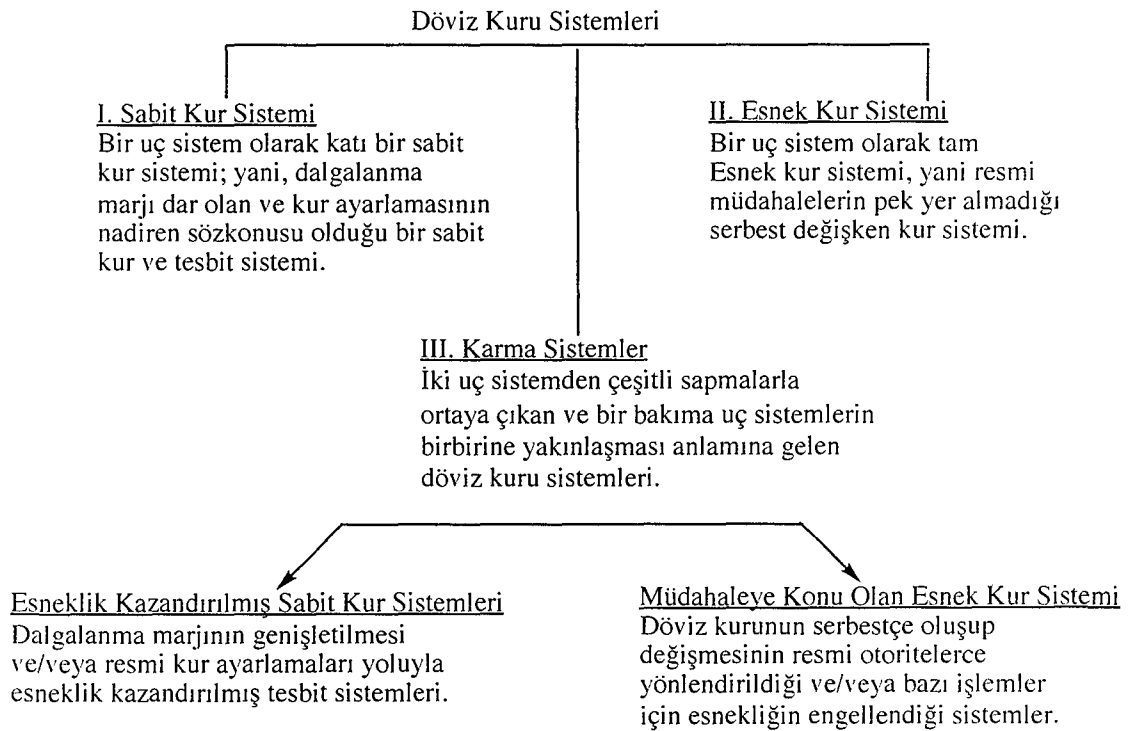 Döviz Kuru Sistemleri
I. Sabit Kur Sistemi
Bir uç sistem olarak katı bir sabit
kur sistemi; yani, dalgalanma
marjı dar olan ve kur ayarlamasının
nadiren sözkonusu olduğu bir sabit
kur ve tesbit sistemi.
II. Esnek Kur Sistemi
Bir uç sistem olarak tam
Esnek kur sistemi, yani resmi
müdahalelerin pek yer almadığı
serbest değişken kur sistemi.
III. Karma Sistemler
İki uç sistemden çeşitli sapmalarla
ortaya çıkan ve bir bakıma uç sistemlerin
birbirine yakınlaşması anlamına gelen
döviz kuru sistemleri.
Esneklik Kazandırılmış Sabit Kur Sistemleri
Dalgalanma marjının genişletilmesi
ve/veya resmi kur ayarlamaları yoluyla
esneklik kazandırılmış tesbit sistemleri.
Müdahaleye Konu Olan Esnek Kur Sistemi
Döviz kurunun serbestçe oluşup
değişmesinin resmi otoritelerce
yönlendirildiği ve/veya bazı işlemler
için esnekliğin engellendiği sistemler.